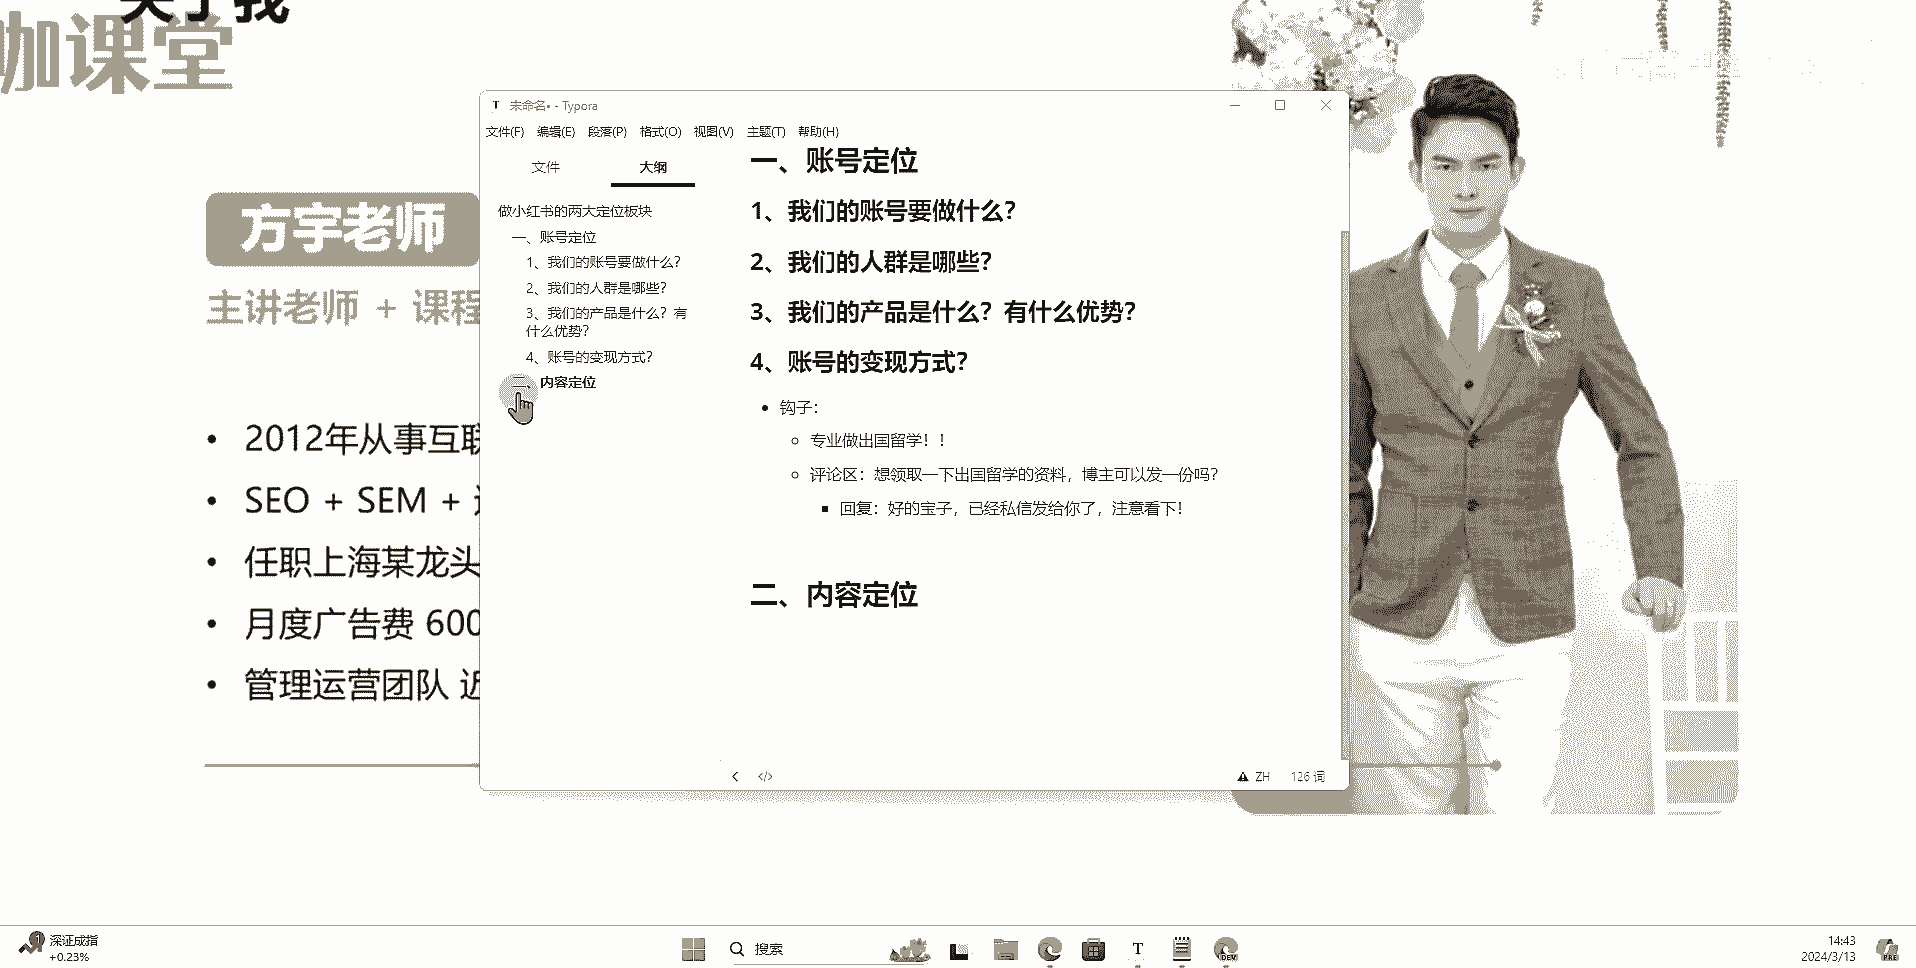 关于我
咖课堂
方宇老师
主讲老师 + 课程
2012年从事互联
SEO + SEM +
任职上海某龙头
月度广告费 600
管理运营团队 近
未命名• - Typora
文件(F) 编辑(E) 段落(P) 格式(O) 视图(V) 主题(T) 帮助(H)
文件 大纲
做小红书的两大定位板块
一、账号定位
1、我们的账号要做什么？
2、我们的人群是哪些？
3、我们的产品是什么？有
什么优势？
4、账号的变现方式？
二、内容定位
一、账号定位
1、我们的账号要做什么？
2、我们的人群是哪些？
3、我们的产品是什么？有什么优势？
4、账号的变现方式？
钩子：
专业做出国留学！！
评论区：想领取一下出国留学的资料，博主可以发一份吗？
回复：好的宝子，已经私信发给你了，注意看下！
二、内容定位
</> ZH 126 词
深证成指
+0.23%
搜索
DEV
14:43
2024/3/13
PRE